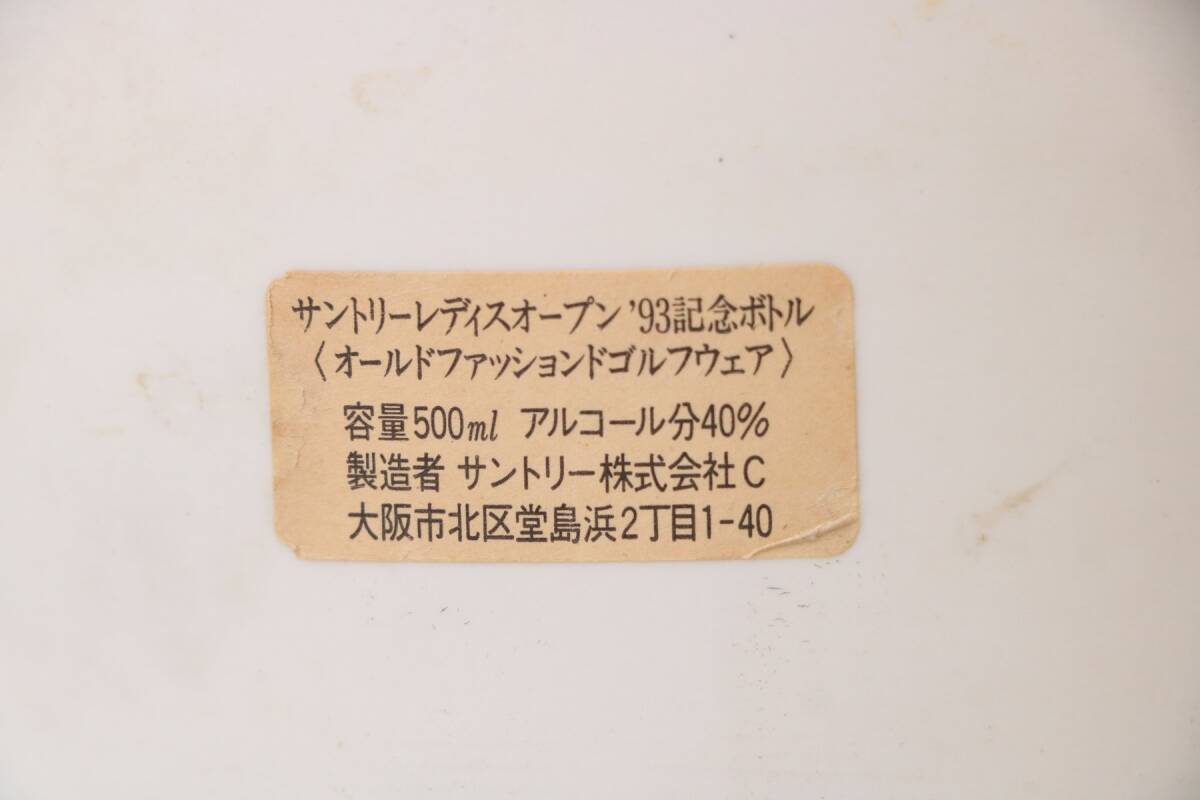 サントリーレディスオープン’93記念ボトル
〈オールドファッションドゴルフウェア〉
容量500ml アルコール分40%
製造者 サントリー株式会社C
大阪市北区堂島浜2丁目1-40